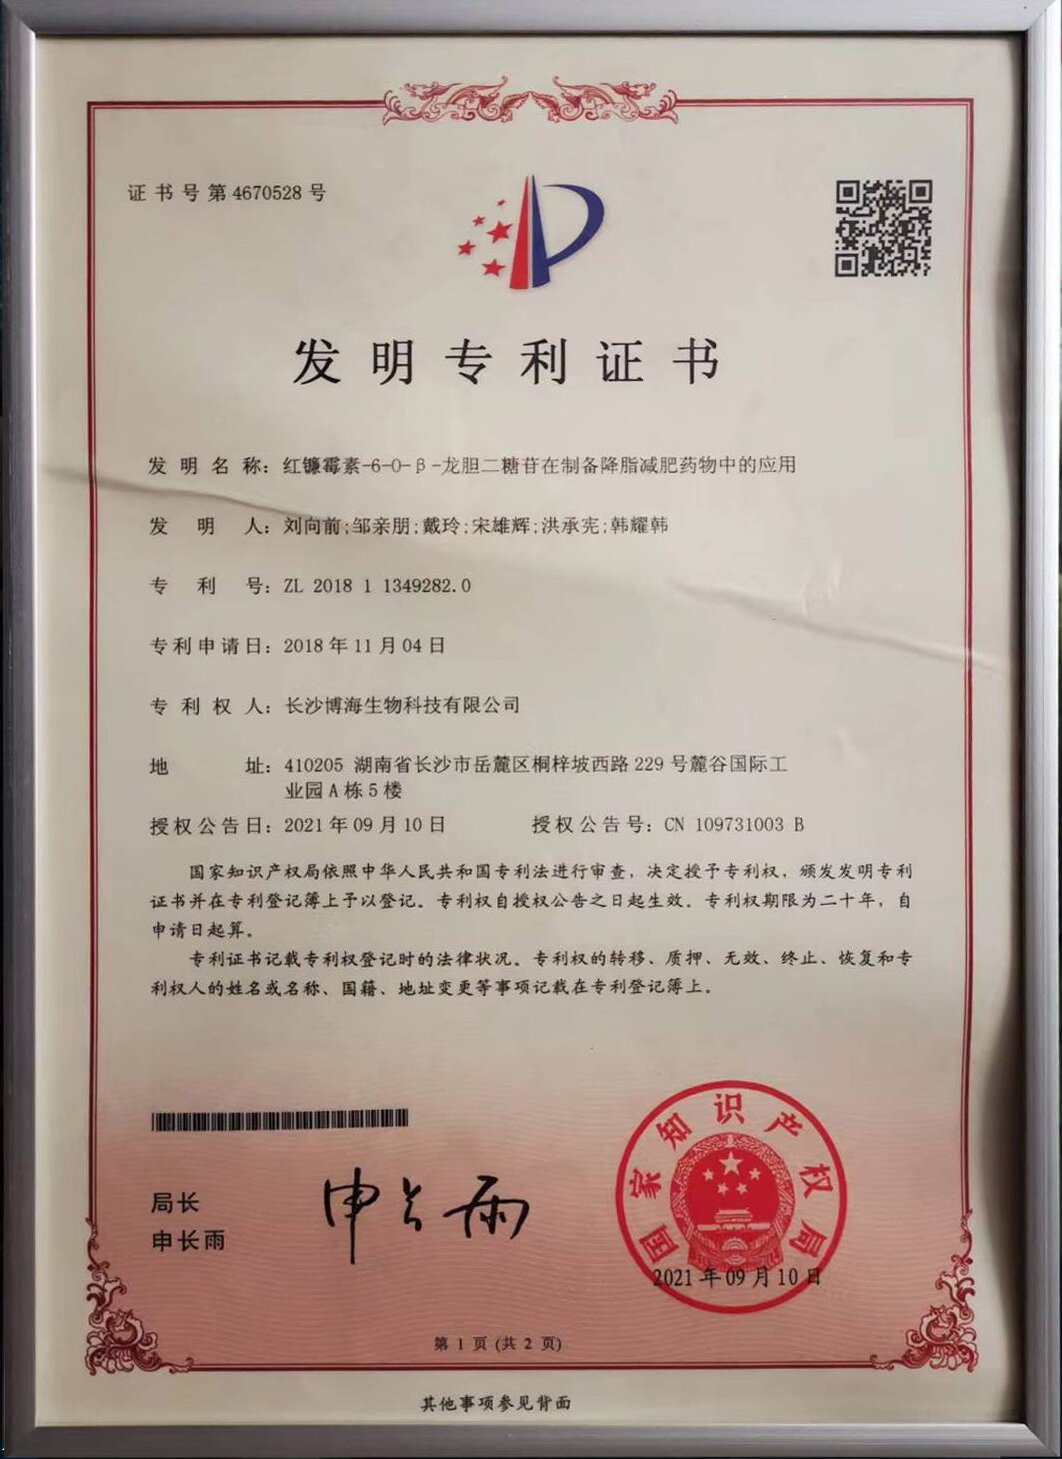 证书号第4670528号
发明专利证书
发明名称：红镰霉素-6-O-β-龙胆二糖苷在制备降脂减肥药物中的应用
发明人：刘向前;邹亲朋;戴玲;宋雄辉;洪承宪;韩耀韩
专利号：ZL 2018 1 1349282.0
专利申请日：2018年11月04日
专利权人：长沙博海生物科技有限公司
地址：410205 湖南省长沙市岳麓区桐梓坡西路229号麓谷国际工
业园A栋5楼
授权公告日：2021年09月10日 授权公告号：CN 109731003 B
国家知识产权局依照中华人民共和国专利法进行审查，决定授予专利权，颁发发明专利
证书并在专利登记簿上予以登记。专利权自授权公告之日起生效。专利权期限为二十年，自
申请日起算。
专利证书记载专利权登记时的法律状况。专利权的转移、质押、无效、终止、恢复和专
利权人的姓名或名称、国籍、地址变更等事项记载在专利登记簿上。
局长
申长雨
申长雨
国家知识产权局
2021年09月10日
第1页(共2页)
其他事项参见背面